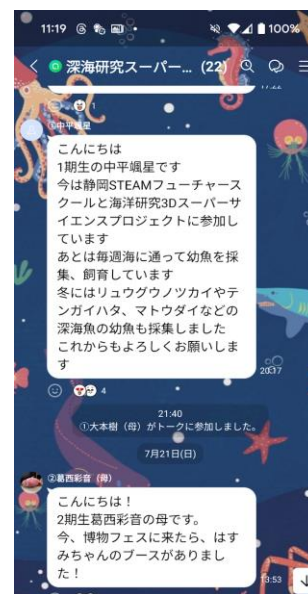 11:19
100%
深海研究スーパー... (22)
17:22
1
①中平颯星
こんにちは
1期生の中平颯星です
今は静岡STEAMフューチャース
クールと海洋研究3Dスーパーサ
イエンスプロジェクトに参加し
ています
あとは毎週海に通って幼魚を採
集、飼育しています
冬にはリュウグウノツカイやテ
ンガイハタ、マトウダイなどの
深海魚の幼魚も採集しました
これからもよろしくお願いしま
す
20:17
4
21:40
①大本樹（母）がトークに参加しました。
7月21日(日)
②葛西彩音（母）
こんにちは！
2期生葛西彩音の母です。
今、博物フェスに来たら、はす
みちゃんのブースがありまし
た！
13:53